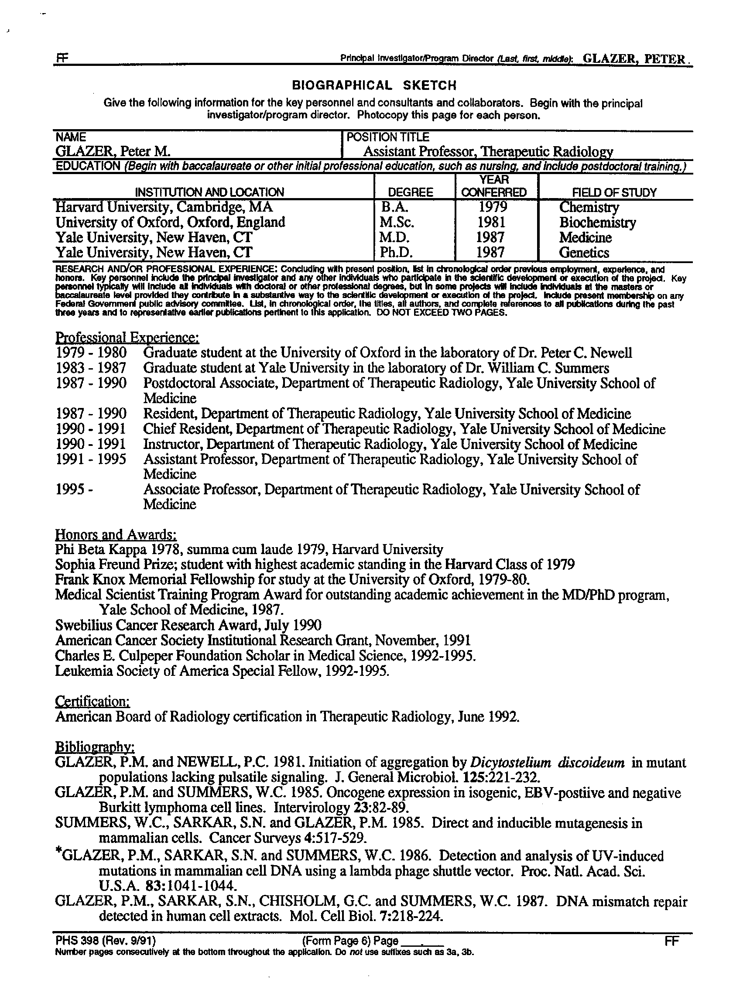 FF Principal Investigator/Program Director (Last, first, middle): GLAZER, PETER.
BIOGRAPHICAL SKETCH
Give the following information for the key personnel and consultants and collaborators. Begin with the principal
investigator/program director. Photocopy this page for each person.
NAME POSITION TITLE
GLAZER, Peter M. Assistant Professor, Therapeutic Radiology
EDUCATION (Begin with baccalaureate or other initial professional education, such as nursing, and include postdoctoral training.)
INSTITUTION AND LOCATION DEGREE YEAR CONFERRED FIELD OF STUDY
Harvard University, Cambridge, MA B.A. 1979 Chemistry
University of Oxford, Oxford, England M.Sc. 1981 Biochemistry
Yale University, New Haven, CT M.D. 1987 Medicine
Yale University, New Haven, CT Ph.D. 1987 Genetics
RESEARCH AND/OR PROFESSIONAL EXPERIENCE: Concluding with present position, list in chronological order previous employment, experience, and
honors. Key personnel include the principal investigator and any other individuals who participate in the scientific development or execution of the project. Key
personnel typically will include all individuals with doctoral or other professional degrees, but in some projects will include individuals at the masters or
baccalaureate level provided they contribute in a substantive way to the scientific development or execution of the project. Include present membership on any
Federal Government public advisory committee. List, in chronological order, the titles, all authors, and complete references to all publications during the past
three years and to representative earlier publications pertinent to this application. DO NOT EXCEED TWO PAGES.
Professional Experience:
1979 - 1980 Graduate student at the University of Oxford in the laboratory of Dr. Peter C. Newell
1983 - 1987 Graduate student at Yale University in the laboratory of Dr. William C. Summers
1987 - 1990 Postdoctoral Associate, Department of Therapeutic Radiology, Yale University School of
Medicine
1987 - 1990 Resident, Department of Therapeutic Radiology, Yale University School of Medicine
1990 - 1991 Chief Resident, Department of Therapeutic Radiology, Yale University School of Medicine
1990 - 1991 Instructor, Department of Therapeutic Radiology, Yale University School of Medicine
1991 - 1995 Assistant Professor, Department of Therapeutic Radiology, Yale University School of
Medicine
1995 - Associate Professor, Department of Therapeutic Radiology, Yale University School of
Medicine
Honors and Awards:
Phi Beta Kappa 1978, summa cum laude 1979, Harvard University
Sophia Freund Prize; student with highest academic standing in the Harvard Class of 1979
Frank Knox Memorial Fellowship for study at the University of Oxford, 1979-80.
Medical Scientist Training Program Award for outstanding academic achievement in the MD/PhD program,
Yale School of Medicine, 1987.
Swebilius Cancer Research Award, July 1990
American Cancer Society Institutional Research Grant, November, 1991
Charles E. Culpeper Foundation Scholar in Medical Science, 1992-1995.
Leukemia Society of America Special Fellow, 1992-1995.
Certification:
American Board of Radiology certification in Therapeutic Radiology, June 1992.
Bibliography:
GLAZER, P.M. and NEWELL, P.C. 1981. Initiation of aggregation by Dicytostelium discoideum in mutant
populations lacking pulsatile signaling. J. General Microbiol. 125:221-232.
GLAZER, P.M. and SUMMERS, W.C. 1985. Oncogene expression in isogenic, EBV-postiive and negative
Burkitt lymphoma cell lines. Intervirology 23:82-89.
SUMMERS, W.C., SARKAR, S.N. and GLAZER, P.M. 1985. Direct and inducible mutagenesis in
mammalian cells. Cancer Surveys 4:517-529.
*GLAZER, P.M., SARKAR, S.N. and SUMMERS, W.C. 1986. Detection and analysis of UV-induced
mutations in mammalian cell DNA using a lambda phage shuttle vector. Proc. Natl. Acad. Sci.
U.S.A. 83:1041-1044.
GLAZER, P.M., SARKAR, S.N., CHISHOLM, G.C. and SUMMERS, W.C. 1987. DNA mismatch repair
detected in human cell extracts. Mol. Cell Biol. 7:218-224.
PHS 398 (Rev. 9/91) (Form Page 6) Page ____ FF
Number pages consecutively at the bottom throughout the application. Do not use suffixes such as 3a, 3b.